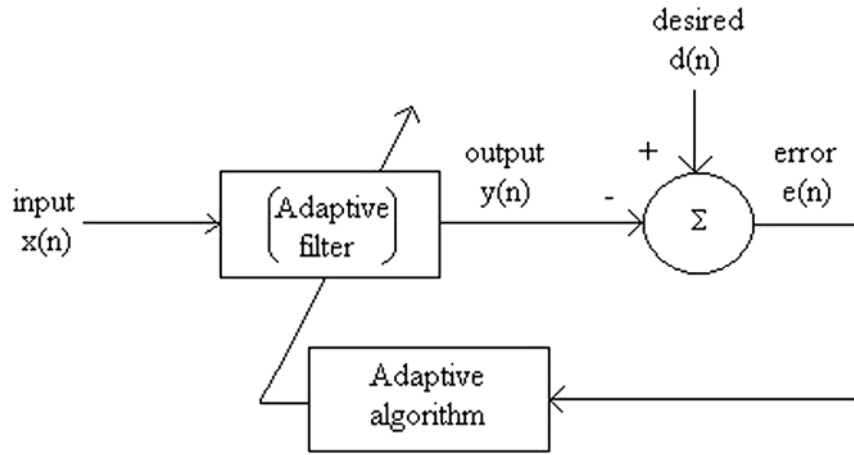 desired
d(n)
input
x(n)
Adaptive
filter
output
y(n)
+
-
Σ
error
e(n)
Adaptive
algorithm